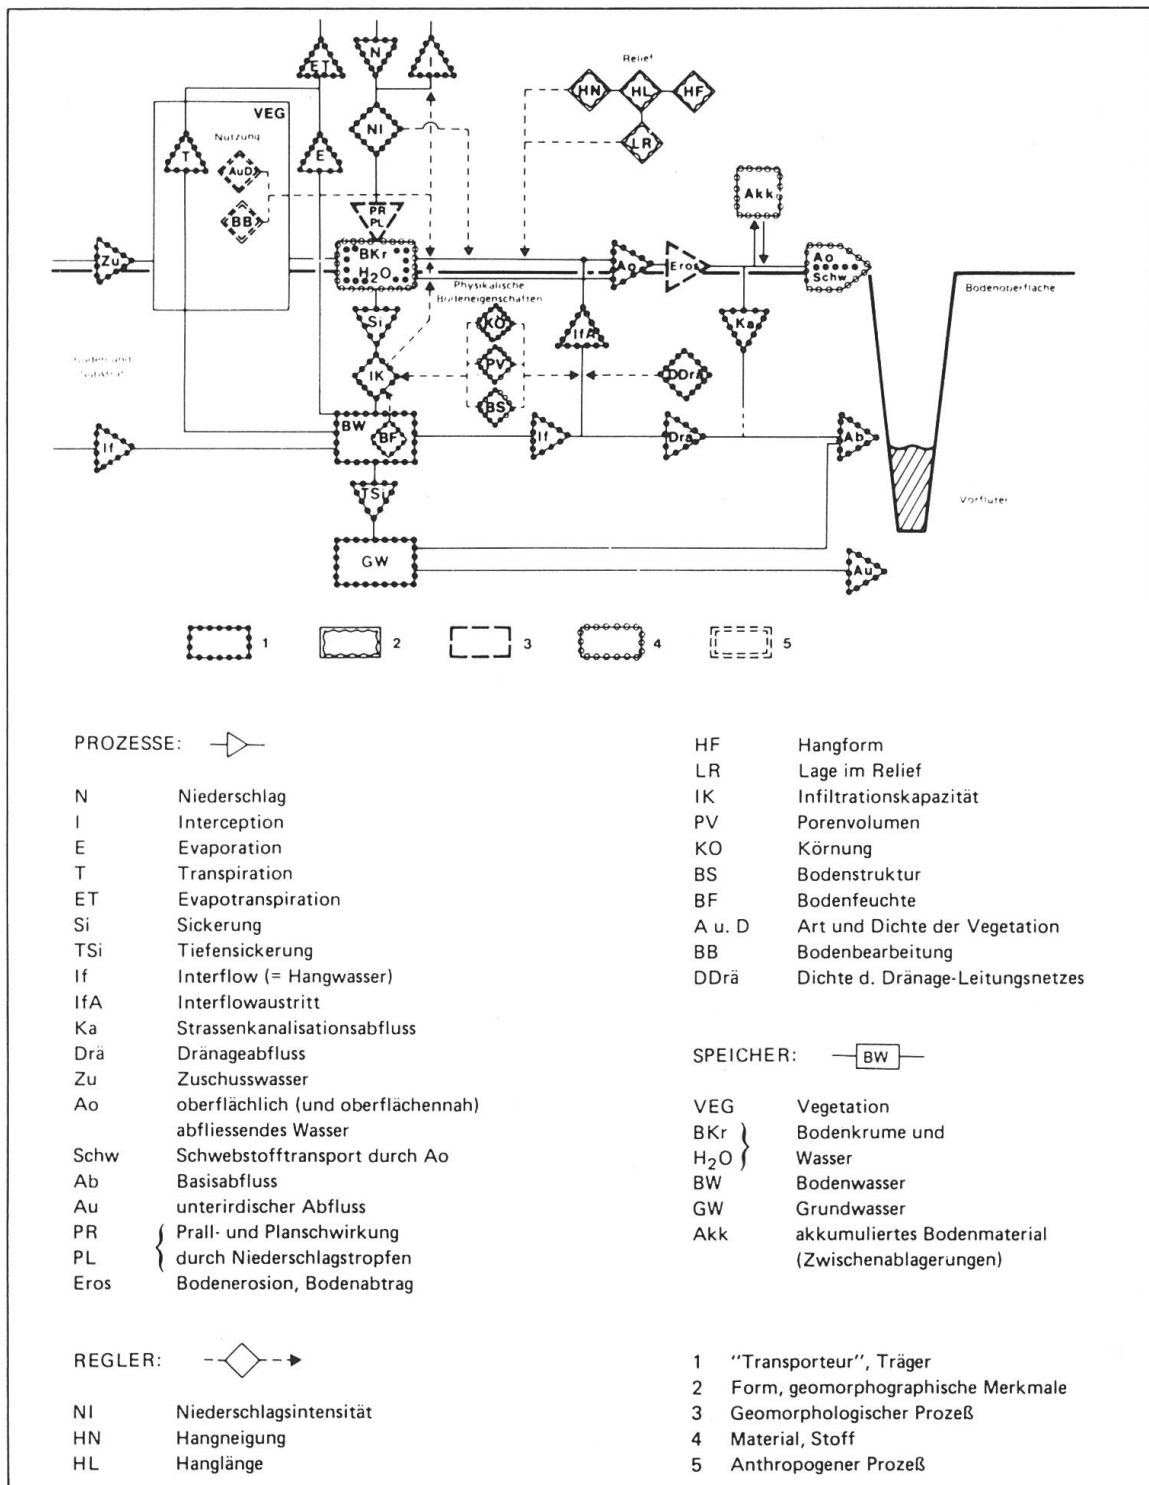 ET
N
Relief
HN
HL
HF
VEG
Nutzung
NI
LR
T
AuD
E
BB
PR
PL
Akk
Zu
BKr
H₂O
Ao
Eros
Ao
Schw
Physikalische
Bodeneigenschaften
Bodenoberfläche
Si
KÖ
IfA
Ka
Boden und
Substrat
IK
PV
DDrä
BS
If
BW
BF
If
Drä
Ab
TSi
Vorfluter
GW
Au
1
2
3
4
5
PROZESSE:
N Niederschlag
I Interception
E Evaporation
T Transpiration
ET Evapotranspiration
Si Sickerung
TSi Tiefensickerung
If Interflow (= Hangwasser)
IfA Interflowaustritt
Ka Strassenkanalisationsabfluss
Drä Dränageabfluss
Zu Zuschusswasser
Ao oberflächlich (und oberflächennah)
abfliessendes Wasser
Schw Schwebstofftransport durch Ao
Ab Basisabfluss
Au unterirdischer Abfluss
PR Prall- und Planschwirkung
PL durch Niederschlagstropfen
Eros Bodenerosion, Bodenabtrag
REGLER:
NI Niederschlagsintensität
HN Hangneigung
HL Hanglänge
HF Hangform
LR Lage im Relief
IK Infiltrationskapazität
PV Porenvolumen
KO Körnung
BS Bodenstruktur
BF Bodenfeuchte
A u. D Art und Dichte der Vegetation
BB Bodenbearbeitung
DDrä Dichte d. Dränage-Leitungsnetzes
SPEICHER: BW
VEG Vegetation
BKr Bodenkrume und
H₂O Wasser
BW Bodenwasser
GW Grundwasser
Akk akkumuliertes Bodenmaterial
(Zwischenablagerungen)
1 "Transporteur", Träger
2 Form, geomorphographische Merkmale
3 Geomorphologischer Prozeß
4 Material, Stoff
5 Anthropogener Prozeß